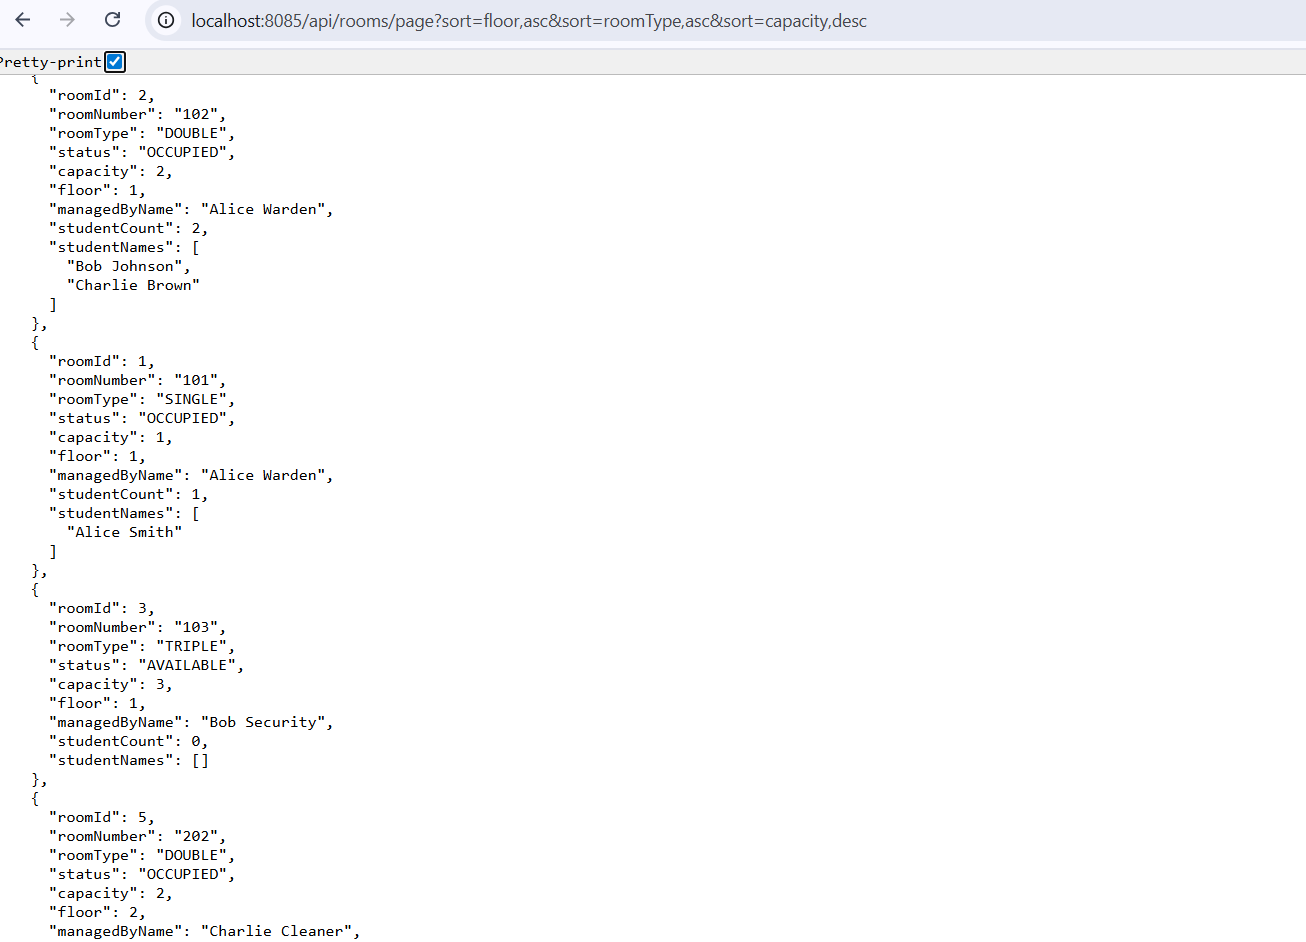 localhost:8085/api/rooms/page?sort=floor,asc&sort=roomType,asc&sort=capacity,desc
Pretty-print
{
"roomId": 2,
"roomNumber": "102",
"roomType": "DOUBLE",
"status": "OCCUPIED",
"capacity": 2,
"floor": 1,
"managedByName": "Alice Warden",
"studentCount": 2,
"studentNames": [
"Bob Johnson",
"Charlie Brown"
]
},
{
"roomId": 1,
"roomNumber": "101",
"roomType": "SINGLE",
"status": "OCCUPIED",
"capacity": 1,
"floor": 1,
"managedByName": "Alice Warden",
"studentCount": 1,
"studentNames": [
"Alice Smith"
]
},
{
"roomId": 3,
"roomNumber": "103",
"roomType": "TRIPLE",
"status": "AVAILABLE",
"capacity": 3,
"floor": 1,
"managedByName": "Bob Security",
"studentCount": 0,
"studentNames": []
},
{
"roomId": 5,
"roomNumber": "202",
"roomType": "DOUBLE",
"status": "OCCUPIED",
"capacity": 2,
"floor": 2,
"managedByName": "Charlie Cleaner",